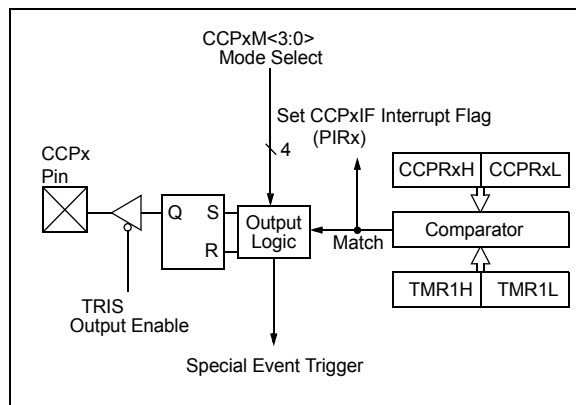 CCPxM<3:0>
Mode Select
Set CCPxIF Interrupt Flag
(PIRx)
4
CCPx
Pin
CCPRxH
CCPRxL
Q
S
R
Output
Logic
Match
Comparator
TRIS
Output Enable
TMR1H
TMR1L
Special Event Trigger